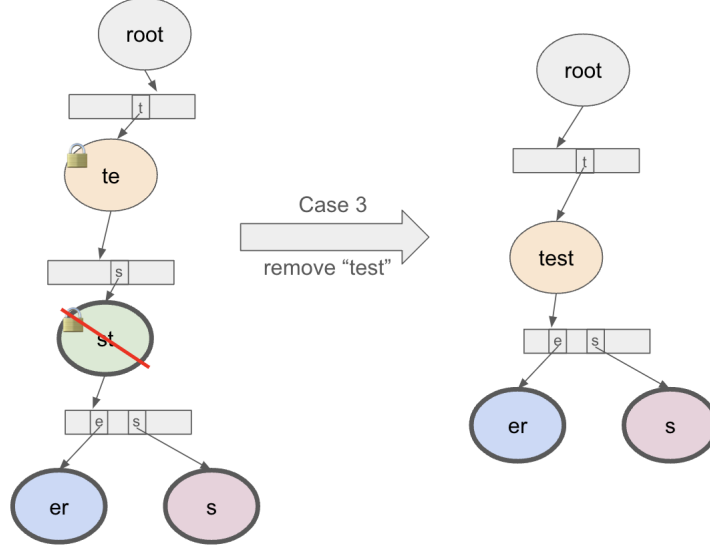 root
t
te
s
st
e s
er s
Case 3
remove “test”
root
t
test
e s
er s